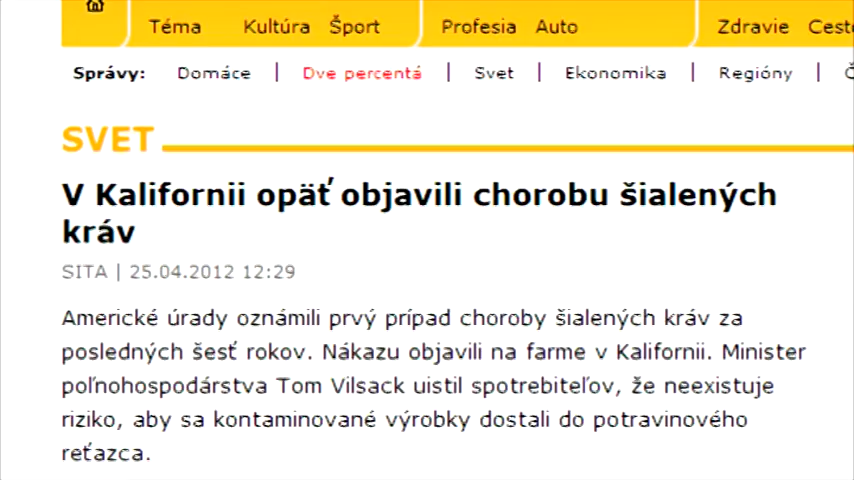 Téma Kultúra Šport Profesia Auto Zdravie
Správy: Domáce | Dve percentá | Svet | Ekonomika | Regióny |
SVET
V Kalifornii opäť objavili chorobu šialených
kráv
SITA | 25.04.2012 12:29
Americké úrady oznámili prvý prípad choroby šialených kráv za
posledných šesť rokov. Nákazu objavili na farme v Kalifornii. Minister
poľnohospodárstva Tom Vilsack uistil spotrebiteľov, že neexistuje
riziko, aby sa kontaminované výrobky dostali do potravinového
reťazca.